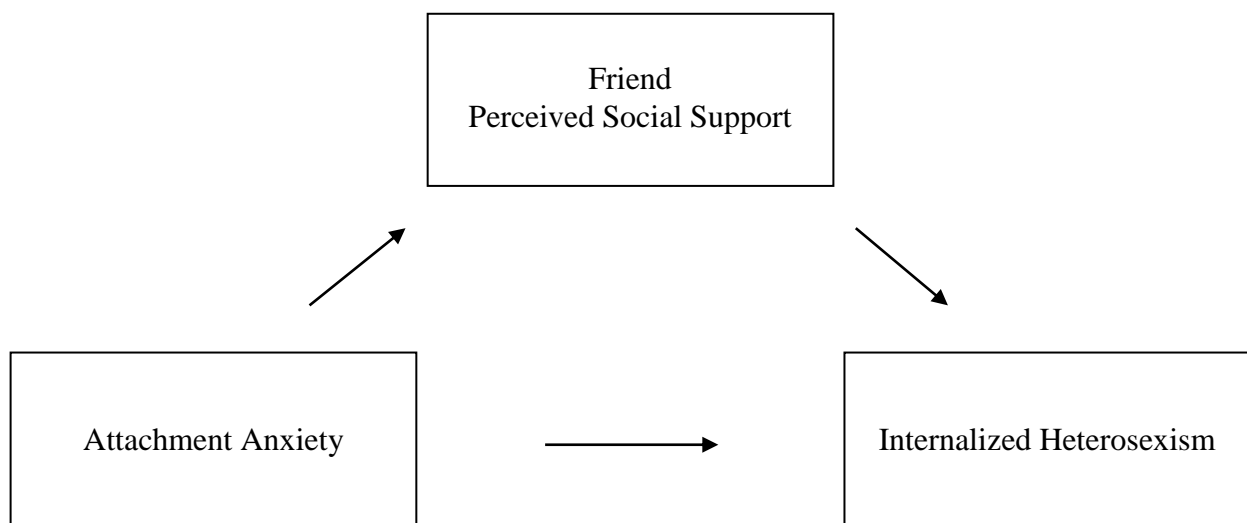 Friend
Perceived Social Support
Attachment Anxiety
Internalized Heterosexism